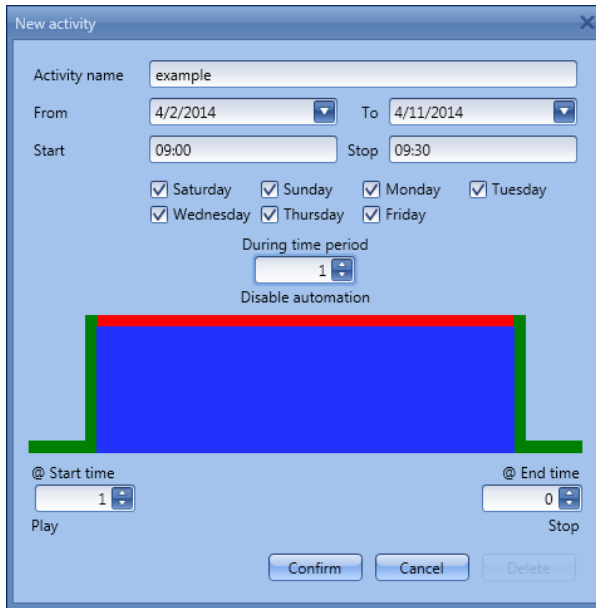 New activity
Activity name example
From 4/2/2014 To 4/11/2014
Start 09:00 Stop 09:30
Saturday Sunday Monday Tuesday
Wednesday Thursday Friday
During time period
1
Disable automation
@ Start time @ End time
1 0
Play Stop
Confirm Cancel Delete